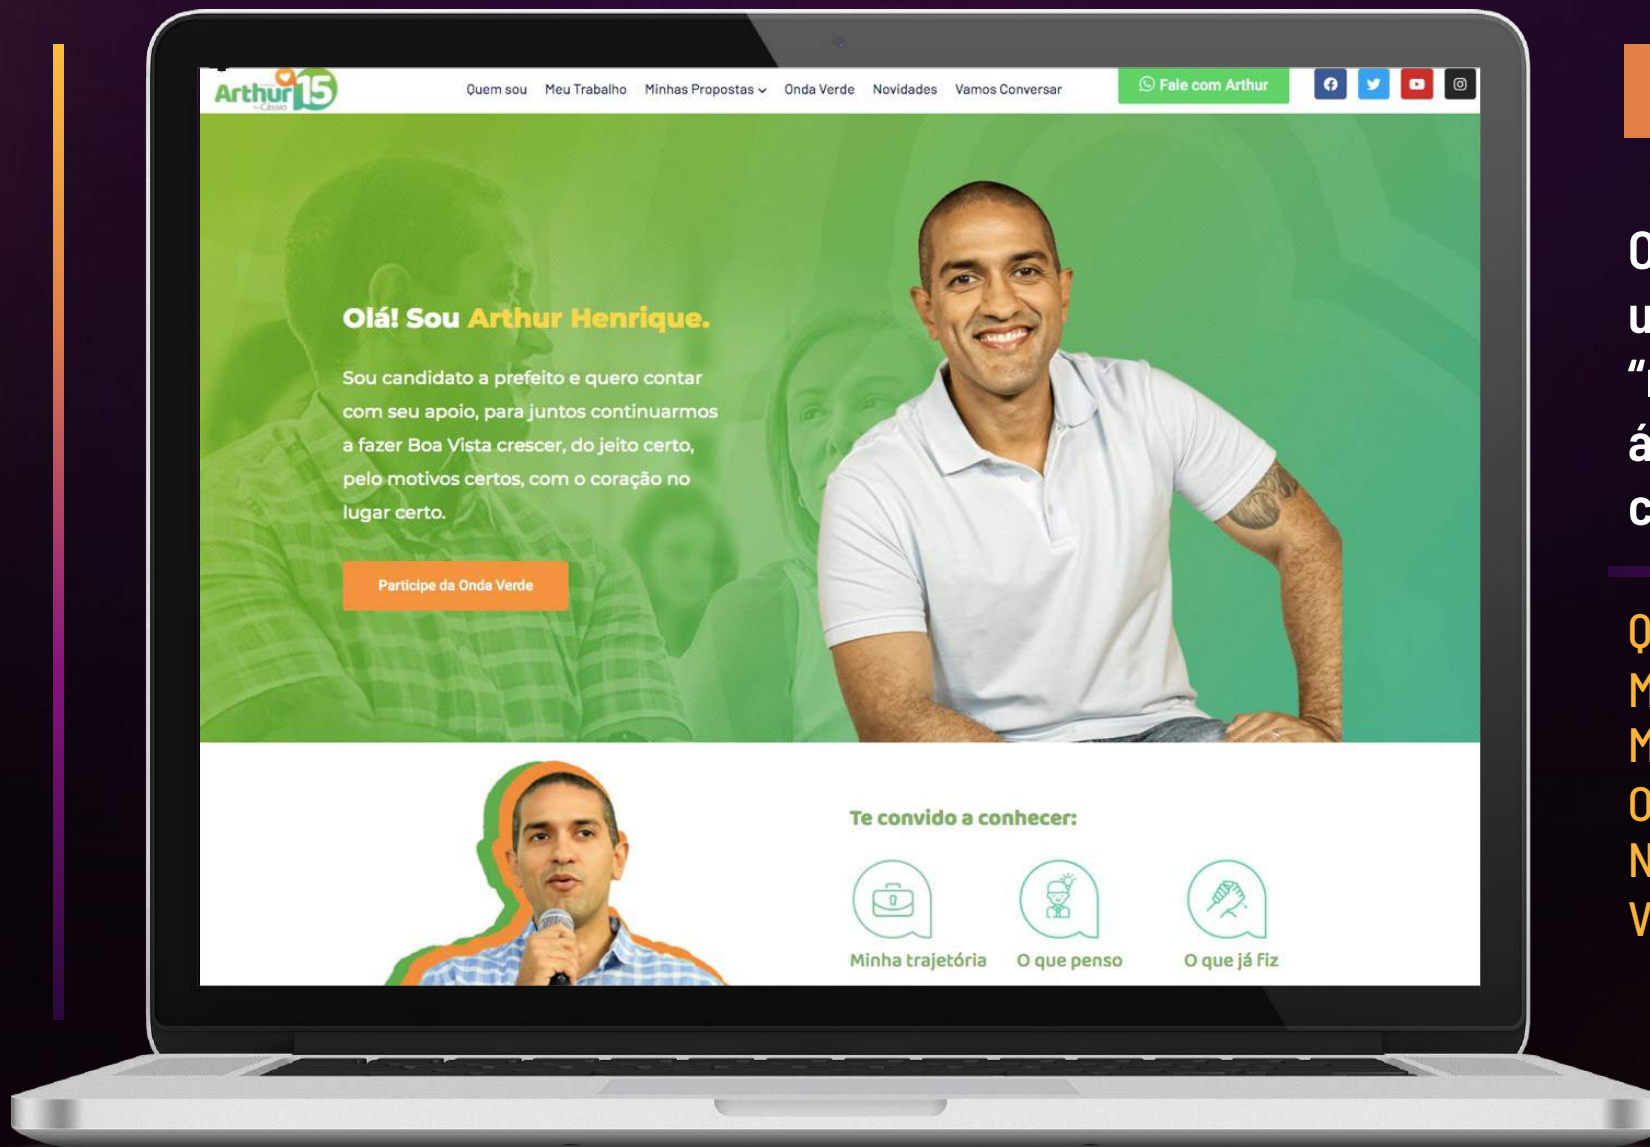 Arthur 15
Cássio
Quem sou
Meu Trabalho
Minhas Propostas
Onda Verde
Novidades
Vamos Conversar
Fale com Arthur
Olá! Sou Arthur Henrique.
Sou candidato a prefeito e quero contar
com seu apoio, para juntos continuarmos
a fazer Boa Vista crescer, do jeito certo,
pelo motivos certos, com o coração no
lugar certo.
Participe da Onda Verde
Te convido a conhecer:
Minha trajetória
O que penso
O que já fiz